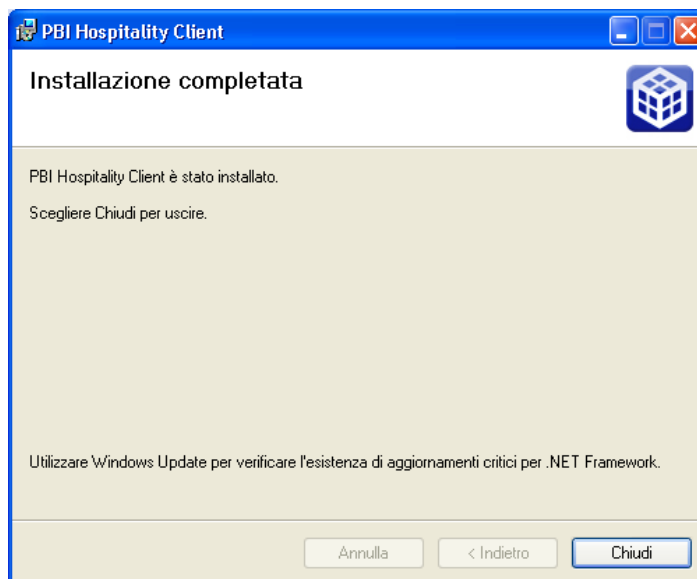 PBI Hospitality Client
Installazione completata
PBI Hospitality Client è stato installato.
Scegliere Chiudi per uscire.
Utilizzare Windows Update per verificare l'esistenza di aggiornamenti critici per .NET Framework.
Annulla
< Indietro
Chiudi